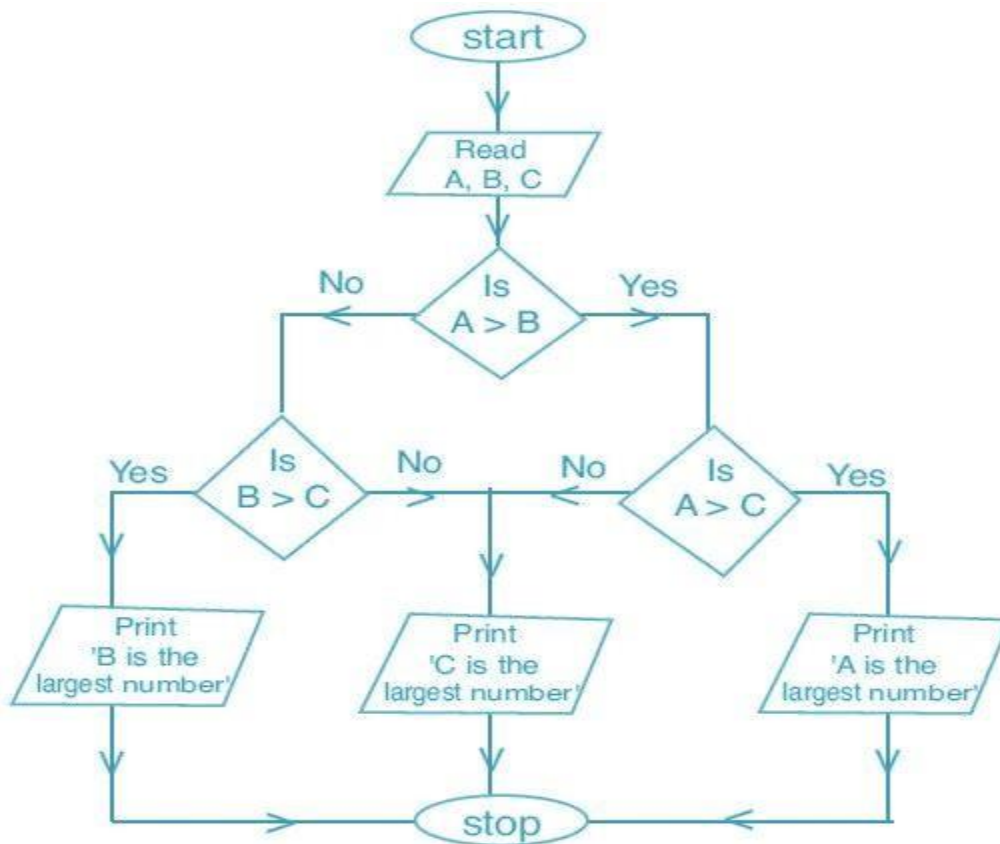 start
Read
A, B, C
No
Is
A > B
Yes
Yes
Is
B > C
No
No
Is
A > C
Yes
Print
'B is the
largest number'
Print
'C is the
largest number'
Print
'A is the
largest number'
stop